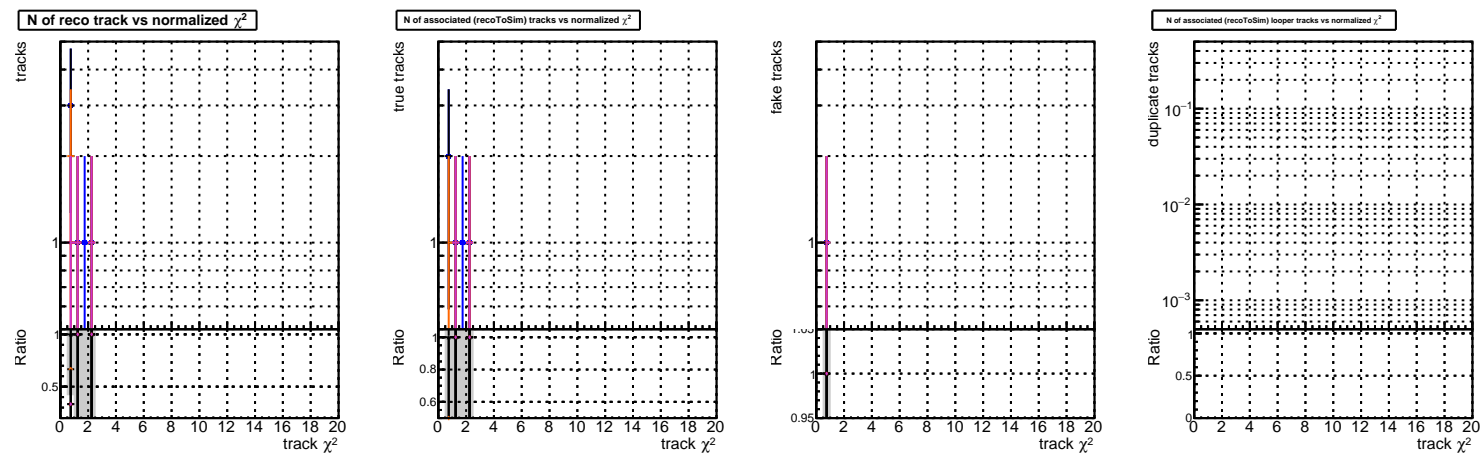 N of reco track vs normalized χ²
tracks
1
Ratio
1
0.5
0 2 4 6 8 10 12 14 16 18 20
track χ²
N of associated (recoToSim) tracks vs normalized χ²
true tracks
1
Ratio
1
0.8
0.6
0 2 4 6 8 10 12 14 16 18 20
track χ²
fake tracks
1
Ratio
1.05
1
0.95
0 2 4 6 8 10 12 14 16 18 20
track χ²
N of associated (recoToSim) looper tracks vs normalized χ²
duplicate tracks
10⁻¹
10⁻²
10⁻³
Ratio
1
0.5
0
0 2 4 6 8 10 12 14 16 18 20
track χ²